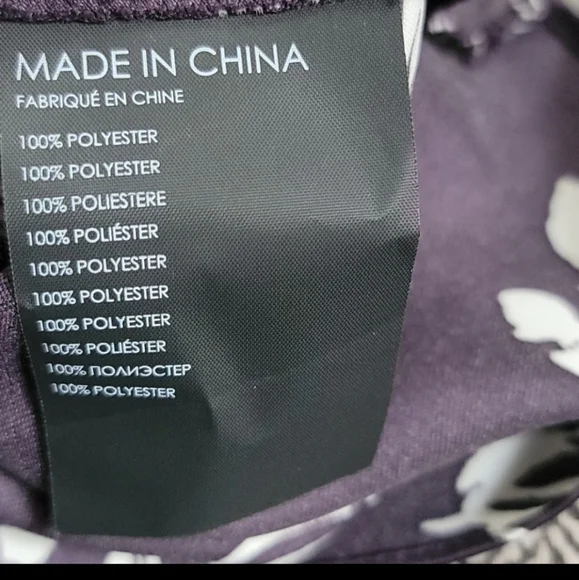 MADE IN CHINA
FABRIQUÉ EN CHINE
100% POLYESTER
100% POLYESTER
100% POLIESTERE
100% POLIÉSTER
100% POLYESTER
100% POLYESTER
100% POLYESTER
100% POLIÉSTER
100% ПОЛИЭСТЕР
100% POLYESTER